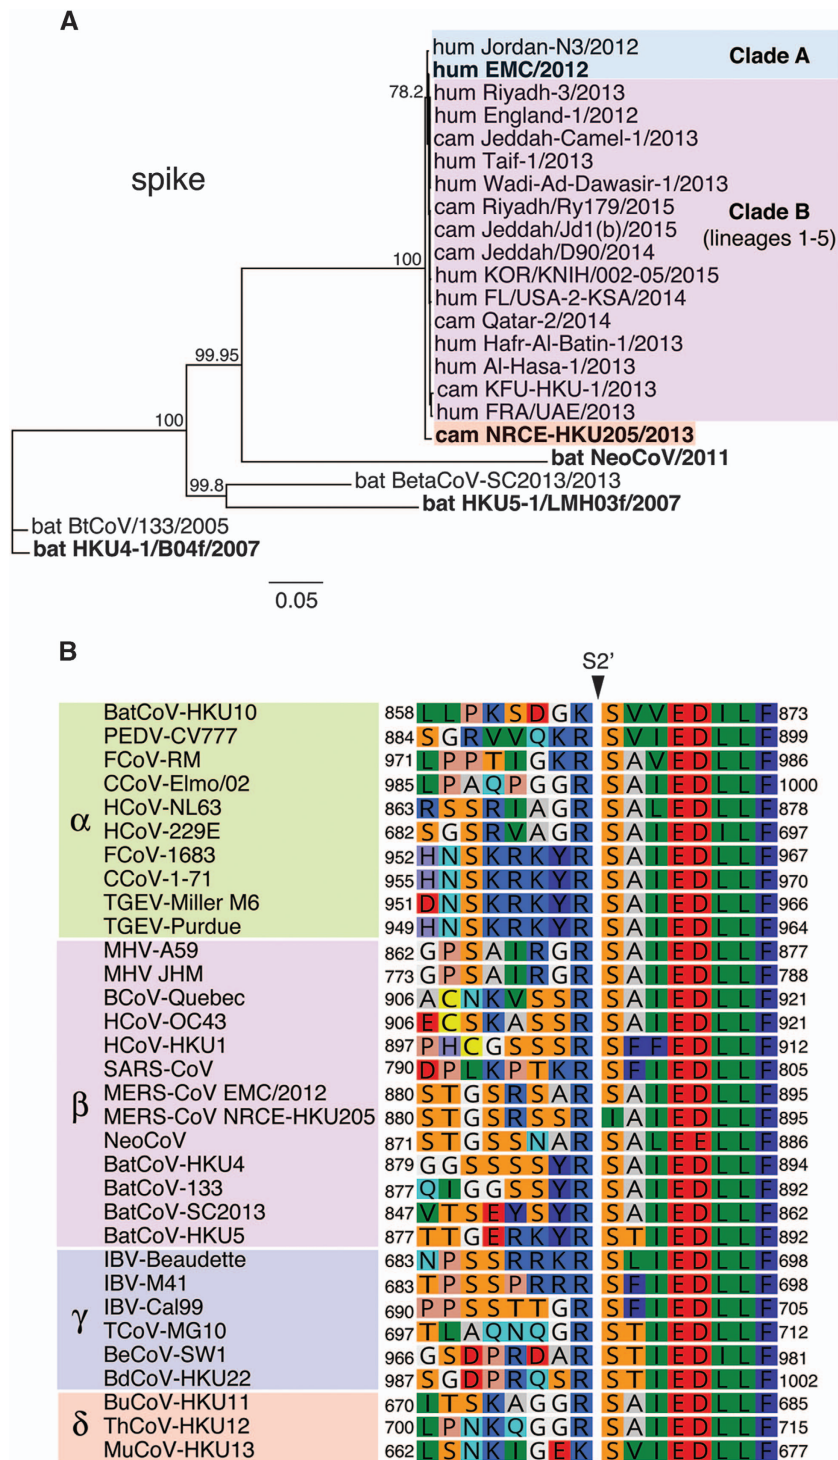 A
spike
hum Jordan-N3/2012
hum EMC/2012
Clade A
78.2
hum Riyadh-3/2013
hum England-1/2012
cam Jeddah-Camel-1/2013
hum Taif-1/2013
hum Wadi-Ad-Dawasir-1/2013
cam Riyadh/Ry179/2015
cam Jeddah/Jd1(b)/2015
cam Jeddah/D90/2014
hum KOR/KNIH/002-05/2015
hum FL/USA-2-KSA/2014
cam Qatar-2/2014
hum Hafr-Al-Batin-1/2013
hum Al-Hasa-1/2013
cam KFU-HKU-1/2013
hum FRA/UAE/2013
Clade B
(lineages 1-5)
100
cam NRCE-HKU205/2013
99.95
bat NeoCoV/2011
100
99.8
bat BetaCoV-SC2013/2013
bat HKU5-1/LMH03f/2007
bat BtCoV/133/2005
bat HKU4-1/B04f/2007
0.05
B
S2'
α
BatCoV-HKU10 858 L L P K S D G K S V V E D I L F 873
PEDV-CV777 884 S G R V V Q K R S V I E D L L F 899
FCoV-RM 971 L P P T I G K R S A V E D L L F 986
CCoV-Elmo/02 985 L P A Q P G G R S A I E D L L F 1000
HCoV-NL63 863 R S S R I A G R S A L E D L L F 878
HCoV-229E 682 S G S R V A G R S A I E D I L F 697
FCoV-1683 952 H N S K R K Y R S A I E D L L F 967
CCoV-1-71 955 H N S K R K Y R S A I E D L L F 970
TGEV-Miller M6 951 D N S K R K Y R S A I E D L L F 966
TGEV-Purdue 949 H N S K R K Y R S A I E D L L F 964
β
MHV-A59 862 G P S A I R G R S A I E D L L F 877
MHV JHM 773 G P S A I R G R S A I E D L L F 788
BCoV-Quebec 906 A C N K V S S R S A I E D L L F 921
HCoV-OC43 906 E C S K A S S R S A I E D L L F 921
HCoV-HKU1 897 P H C G S S S R S F F E D L L F 912
SARS-CoV 790 D P L K P T K R S F I E D L L F 805
MERS-CoV EMC/2012 880 S T G S R S A R S A I E D L L F 895
MERS-CoV NRCE-HKU205 880 S T G S R S S R I A I E D L L F 895
NeoCoV 871 S T G S S N A R S A L E E L L F 886
BatCoV-HKU4 879 G G S S S S Y R S A I E D L L F 894
BatCoV-133 877 Q I G G S S Y R S A I E D L L F 892
BatCoV-SC2013 847 V T S E Y S Y R S A I E D L L F 862
BatCoV-HKU5 877 T T G E R K Y R S T I E D L L F 892
γ
IBV-Beaudette 683 N P S S R R K R S L I E D L L F 698
IBV-M41 683 T P S S P R R R S F I E D L L F 698
IBV-Cal99 690 P P S S T T G R S F I E D L L F 705
TCoV-MG10 697 T L A Q N Q G R S T I E D L L F 712
BeCoV-SW1 966 G S D P R D A R S T I E D I L F 981
BdCoV-HKU22 987 S G D P R Q S R S T I E D L L F 1002
δ
BuCoV-HKU11 670 I T S K A G G R S A I E D L L F 685
ThCoV-HKU12 700 L P N K Q G G R S A I E D L L F 715
MuCoV-HKU13 662 L S N K I G E K S V I E D L L F 677